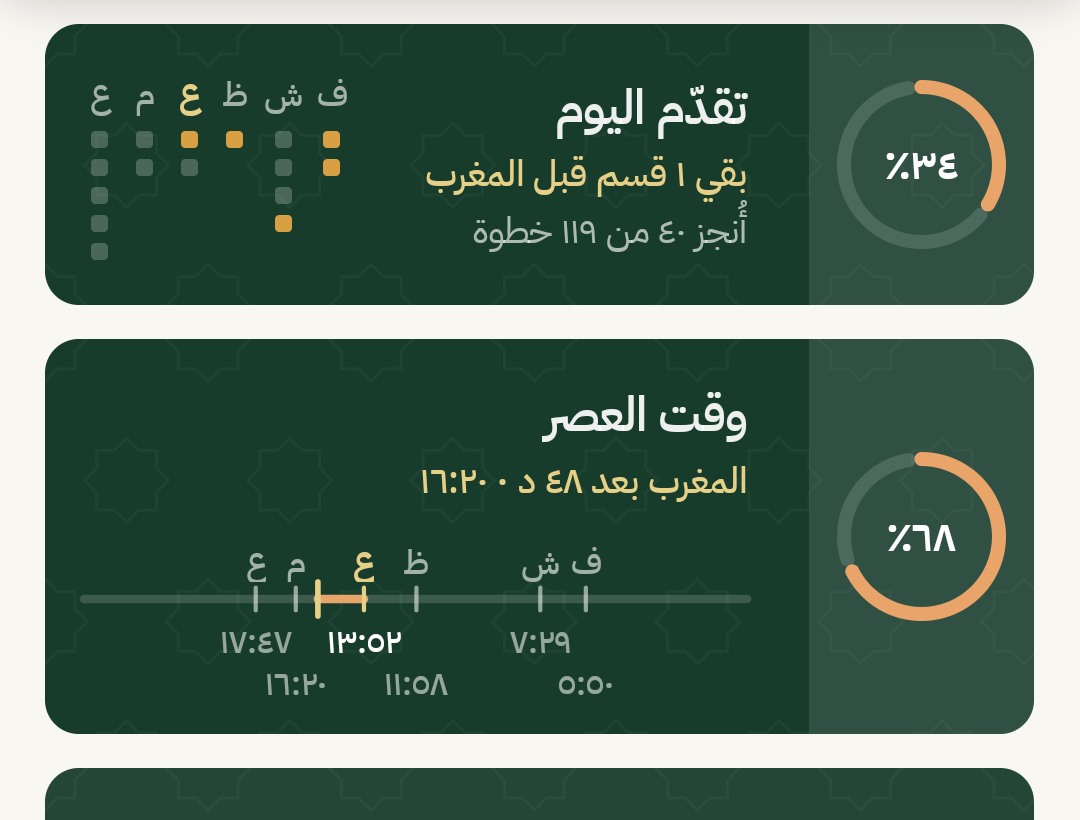 ٪٣٤
تقدّم اليوم
بقي ١ قسم قبل المغرب
أُنجز ٤٠ من ١١٩ خطوة
ف ش ظ ع م ع
٪٦٨
وقت العصر
المغرب بعد ٤٨ د · ١٦:٢٠
ف ش ظ ع م ع
٧:٢٩ ١٣:٥٢ ١٧:٤٧
٥:٥٠ ١١:٥٨ ١٦:٢٠